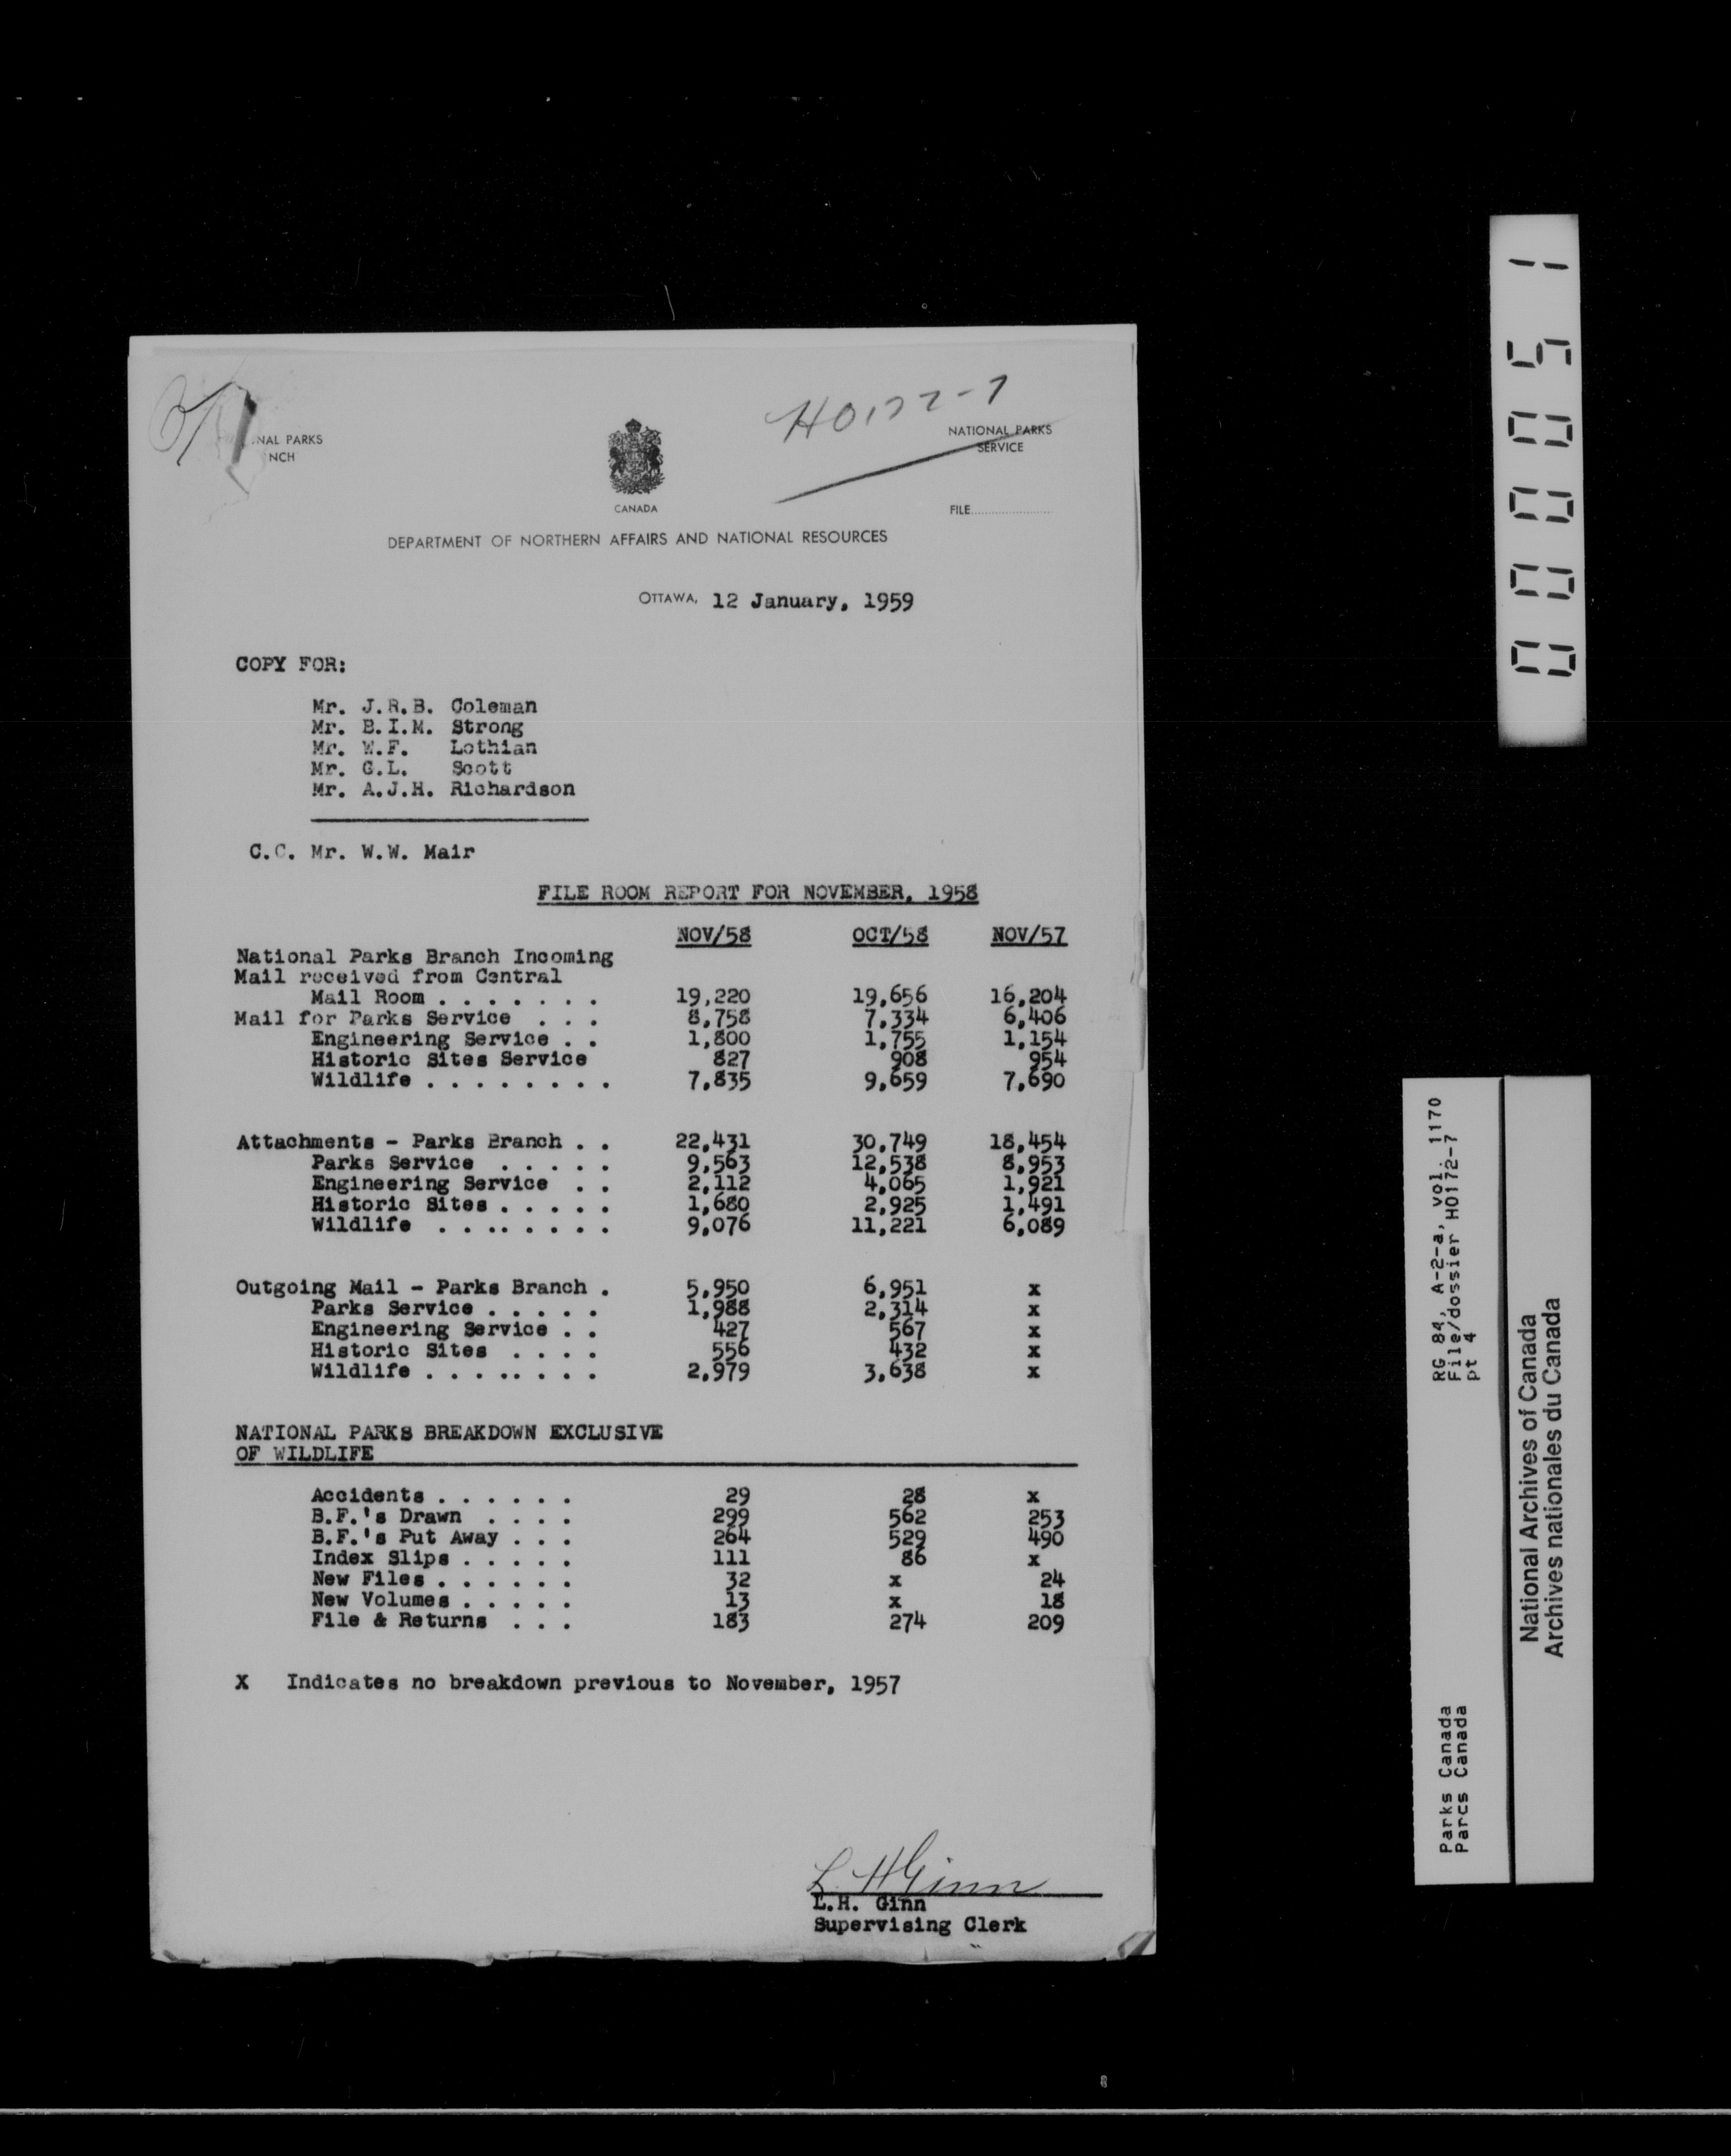 H0172-7
NAL PARKS
NCH
NATIONAL PARKS
SERVICE
CANADA
FILE......................
DEPARTMENT OF NORTHERN AFFAIRS AND NATIONAL RESOURCES
OTTAWA, 12 January, 1959
COPY FOR:
Mr. J.R.B. Coleman
Mr. B.I.M. Strong
Mr. W.F. Lothian
Mr. G.L. Scott
Mr. A.J.H. Richardson
C.C. Mr. W.W. Mair
FILE ROOM REPORT FOR NOVEMBER, 1958
NOV/58 OCT/58 NOV/57
National Parks Branch Incoming
Mail received from Central
Mail Room . . . . . . . 19,220 19,656 16,204
Mail for Parks Service . . . 8,758 7,334 6,406
Engineering Service . . 1,800 1,755 1,154
Historic Sites Service 827 908 954
Wildlife . . . . . . . . 7,835 9,659 7,690
Attachments - Parks Branch . . 22,431 30,749 18,454
Parks Service . . . . . 9,563 12,538 8,953
Engineering Service . . 2,112 4,065 1,921
Historic Sites . . . . . 1,680 2,925 1,491
Wildlife . . . . . . . . 9,076 11,221 6,089
Outgoing Mail - Parks Branch . 5,950 6,951 x
Parks Service . . . . . 1,988 2,314 x
Engineering Service . . 427 567 x
Historic Sites . . . . 556 432 x
Wildlife . . . . . . . . 2,979 3,638 x
NATIONAL PARKS BREAKDOWN EXCLUSIVE
OF WILDLIFE
Accidents . . . . . . 29 28 x
B.F.'s Drawn . . . . 299 562 253
B.F.'s Put Away . . . 264 529 490
Index Slips . . . . . 111 86 x
New Files . . . . . . 32 x 24
New Volumes . . . . . 13 x 18
File & Returns . . . 183 274 209
X Indicates no breakdown previous to November, 1957
L. H Ginn
L.H. Ginn
Supervising Clerk
000051
RG 84, A-2-a, vol. 1170
File/dossier H0172-7
pt 4
Parks Canada
Parcs Canada
National Archives of Canada
Archives nationales du Canada